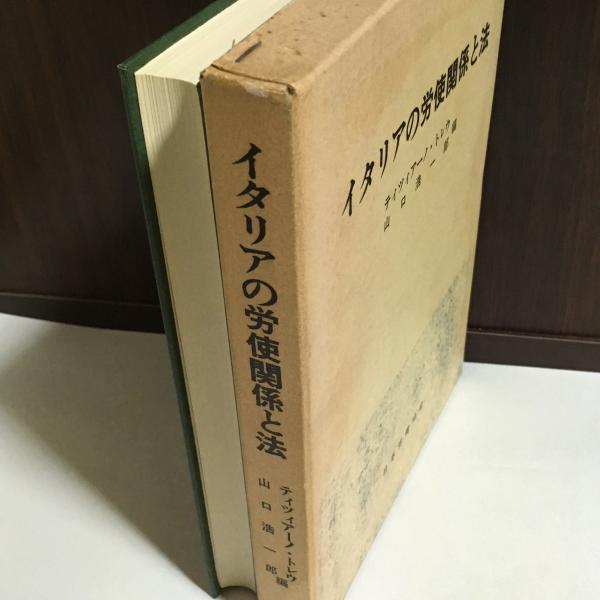 イタリアの労使関係と法
ティツィアーノ・トレウ
山口浩一郎 編
イタリアの労使関係と法
ティツィアーノ・トレウ
山口浩一郎 編